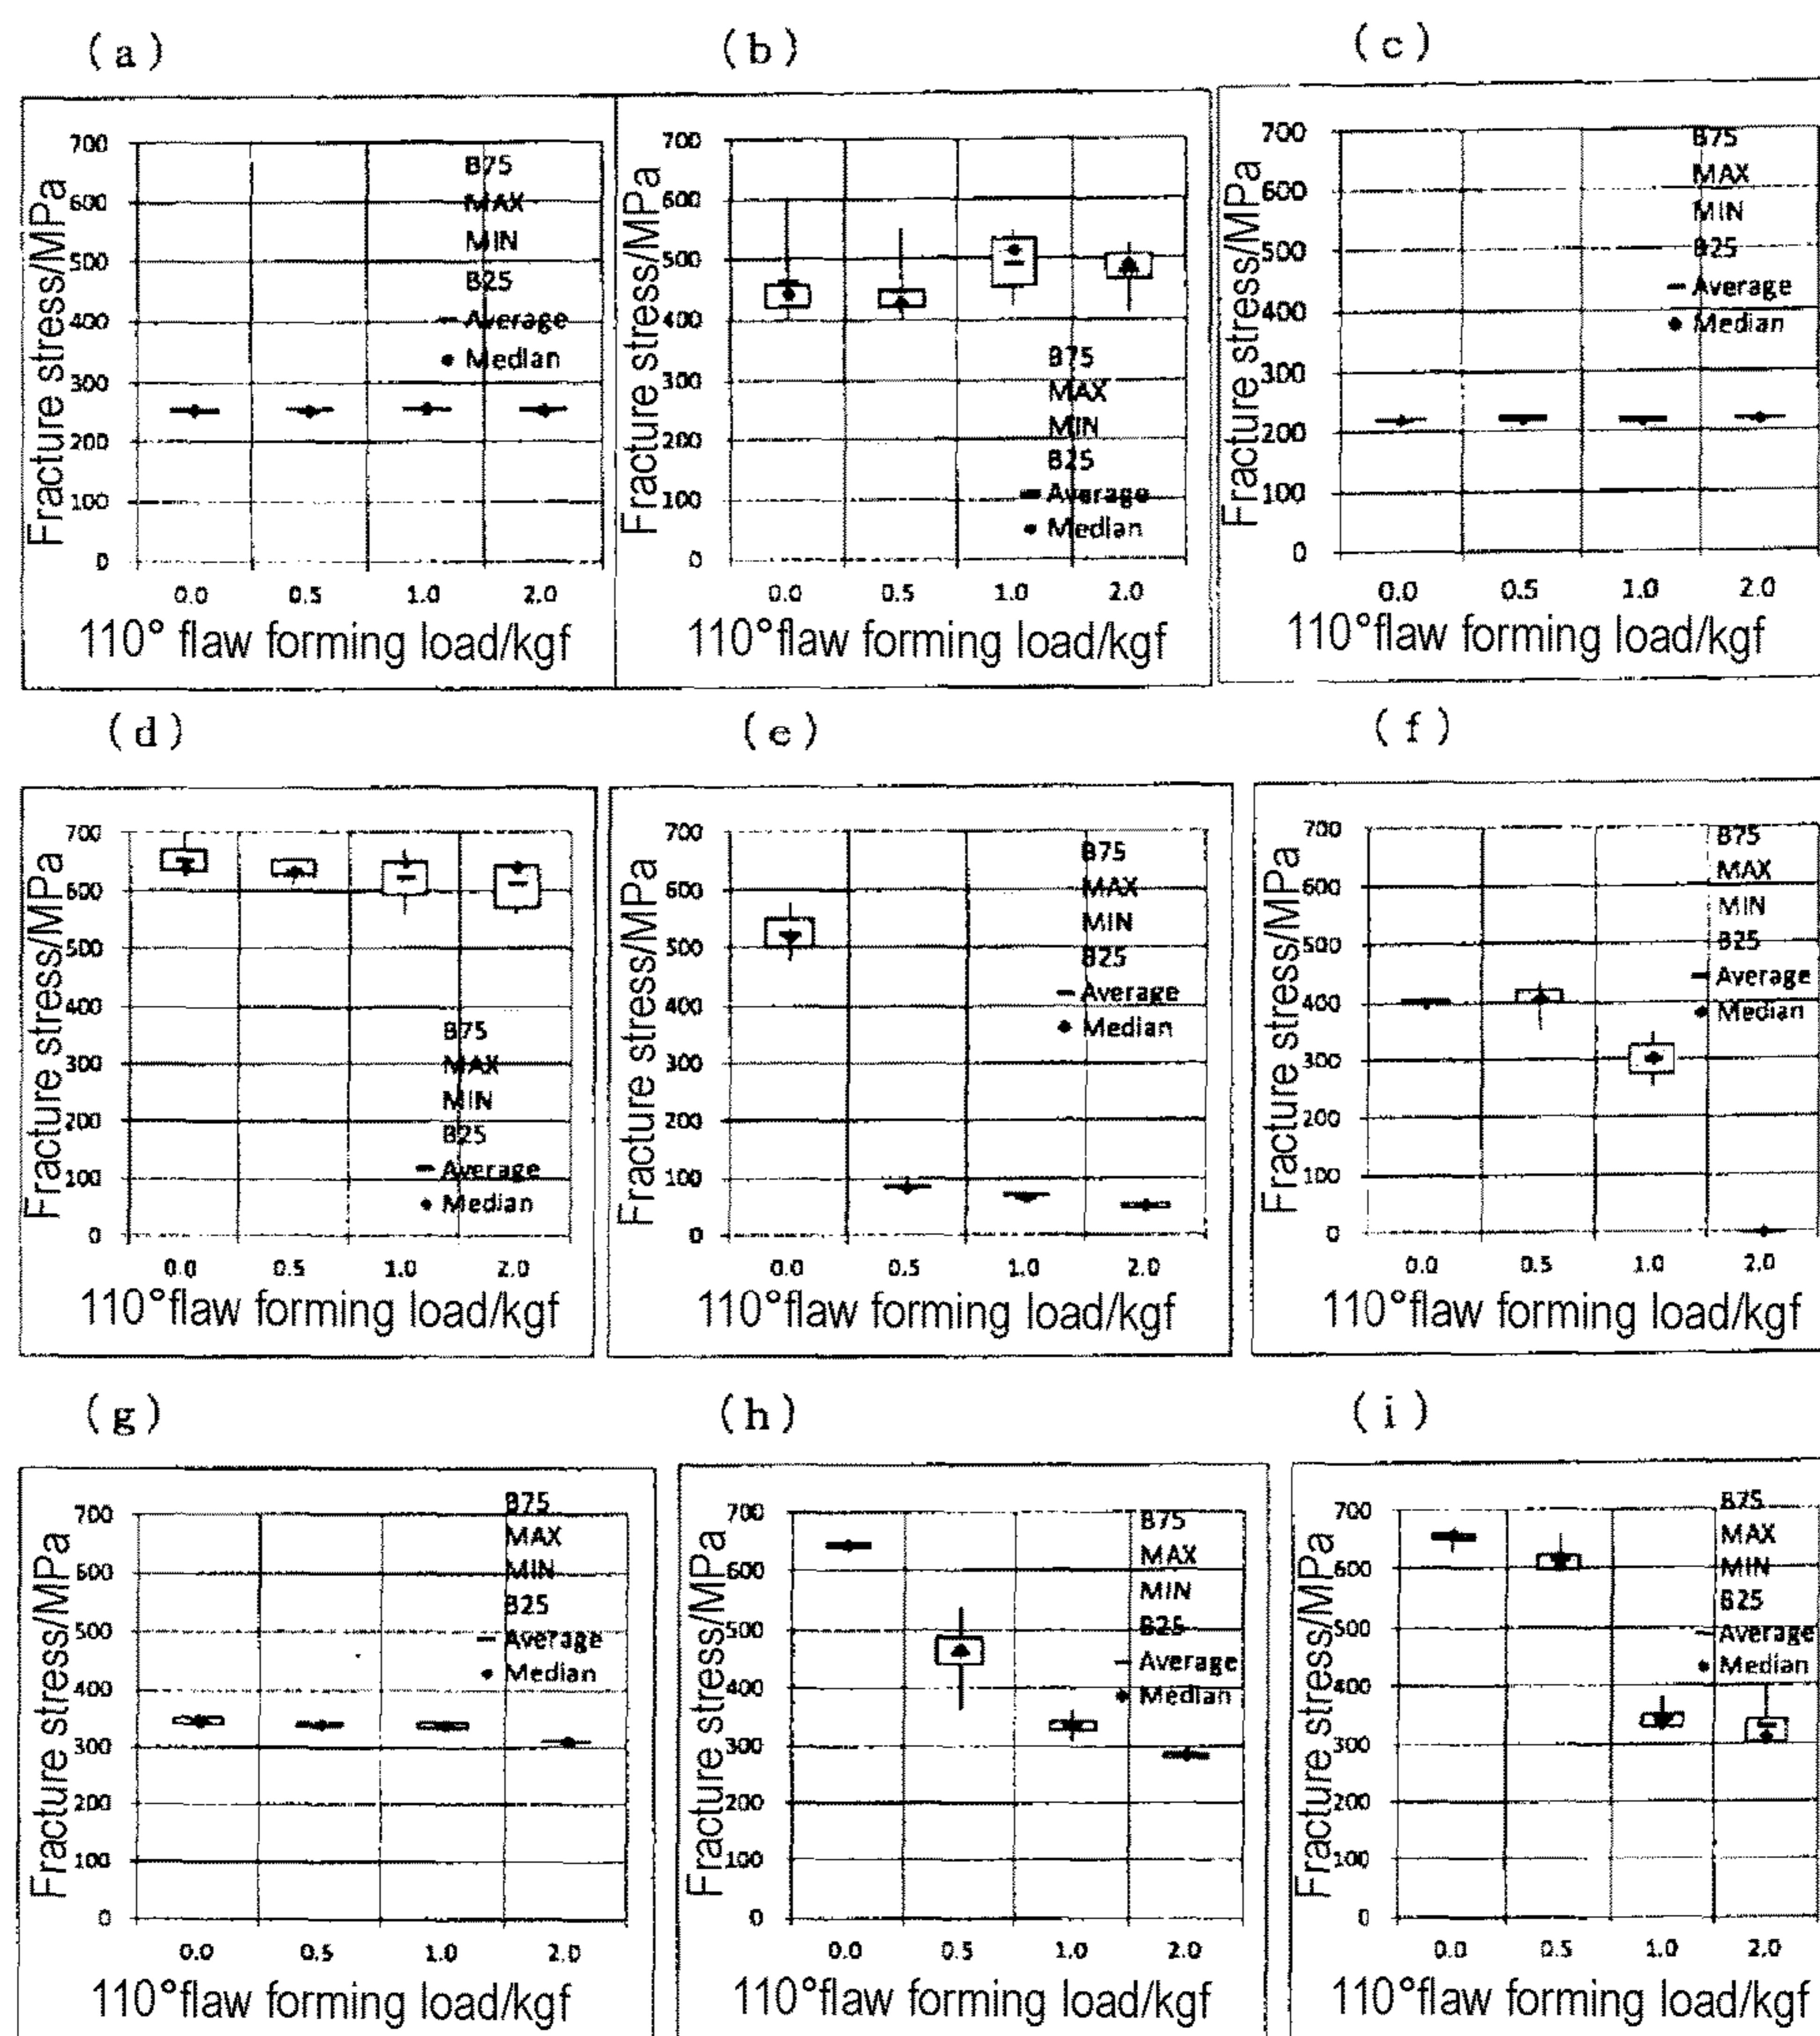 (a)
700
600
500
400
300
200
100
0
Fracture stress/MPa
B75
MAX
MIN
B25
Average
Median
0.0 0.5 1.0 2.0
110° flaw forming load/kgf
(b)
700
600
500
400
300
200
100
0
Fracture stress/MPa
B75
MAX
MIN
B25
Average
Median
0.0 0.5 1.0 2.0
110°flaw forming load/kgf
(c)
700
600
500
400
300
200
100
0
Fracture stress/MPa
B75
MAX
MIN
B25
Average
Median
0.0 0.5 1.0 2.0
110°flaw forming load/kgf
(d)
700
600
500
400
300
200
100
0
Fracture stress/MPa
B75
MAX
MIN
B25
Average
Median
0.0 0.5 1.0 2.0
110°flaw forming load/kgf
(e)
700
600
500
400
300
200
100
0
Fracture stress/MPa
B75
MAX
MIN
B25
Average
Median
0.0 0.5 1.0 2.0
110°flaw forming load/kgf
(f)
700
600
500
400
300
200
100
0
Fracture stress/MPa
B75
MAX
MIN
B25
Average
Median
0.0 0.5 1.0 2.0
110°flaw forming load/kgf
(g)
700
600
500
400
300
200
100
0
Fracture stress/MPa
B75
MAX
MIN
B25
Average
Median
0.0 0.5 1.0 2.0
110°flaw forming load/kgf
(h)
700
600
500
400
300
200
100
0
Fracture stress/MPa
B75
MAX
MIN
B25
Average
Median
0.0 0.5 1.0 2.0
110°flaw forming load/kgf
(i)
700
600
500
400
300
200
100
0
Fracture stress/MPa
B75
MAX
MIN
B25
Average
Median
0.0 0.5 1.0 2.0
110°flaw forming load/kgf